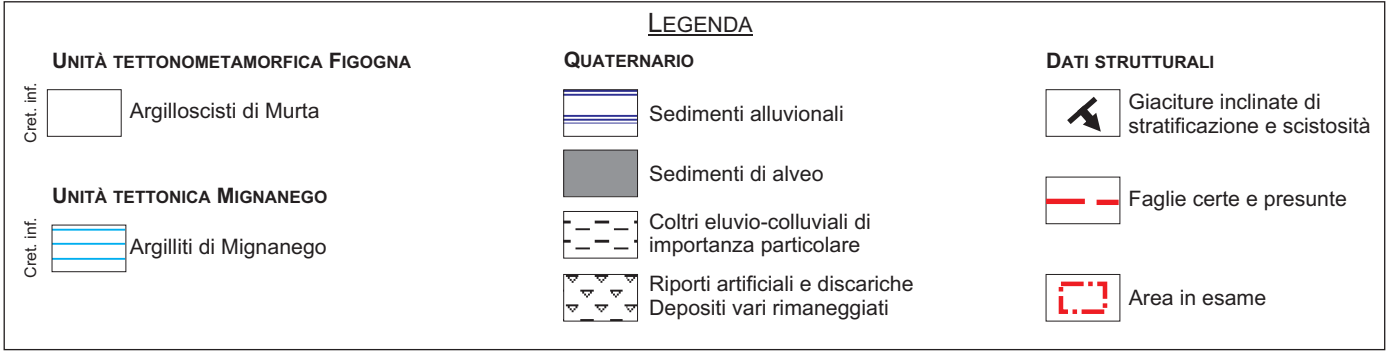 LEGENDA
UNITÀ TETTONOMETAMORFICA FIGOGNA
Cret. inf.
Argilloscisti di Murta
UNITÀ TETTONICA MIGNANEGO
Cret. inf.
Argilliti di Mignanego
QUATERNARIO
Sedimenti alluvionali
Sedimenti di alveo
Coltri eluvio-colluviali di
importanza particolare
Riporti artificiali e discariche
Depositi vari rimaneggiati
DATI STRUTTURALI
Giaciture inclinate di
stratificazione e scistosità
Faglie certe e presunte
Area in esame